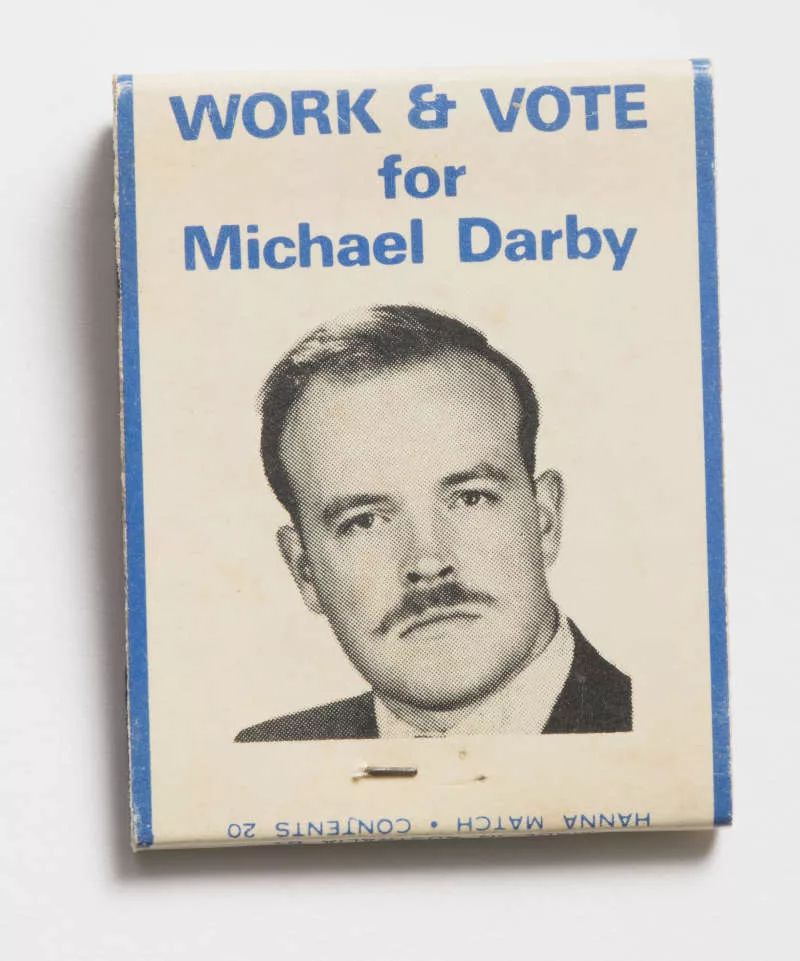 WORK & VOTE
for
Michael Darby
HANNA MATCH • CONTENTS 20